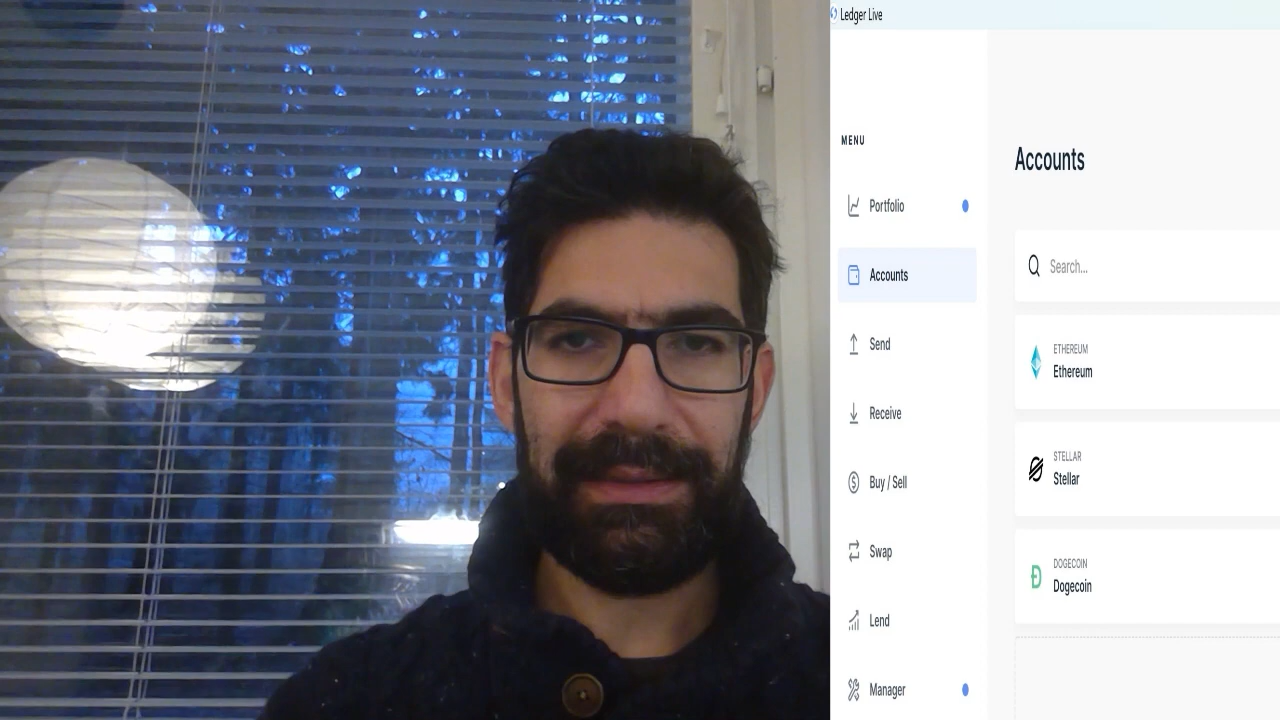 Ledger Live
MENU
Portfolio
Accounts
Send
Receive
Buy / Sell
Swap
Lend
Manager
Accounts
Search...
ETHEREUM
Ethereum
STELLAR
Stellar
DOGECOIN
Dogecoin